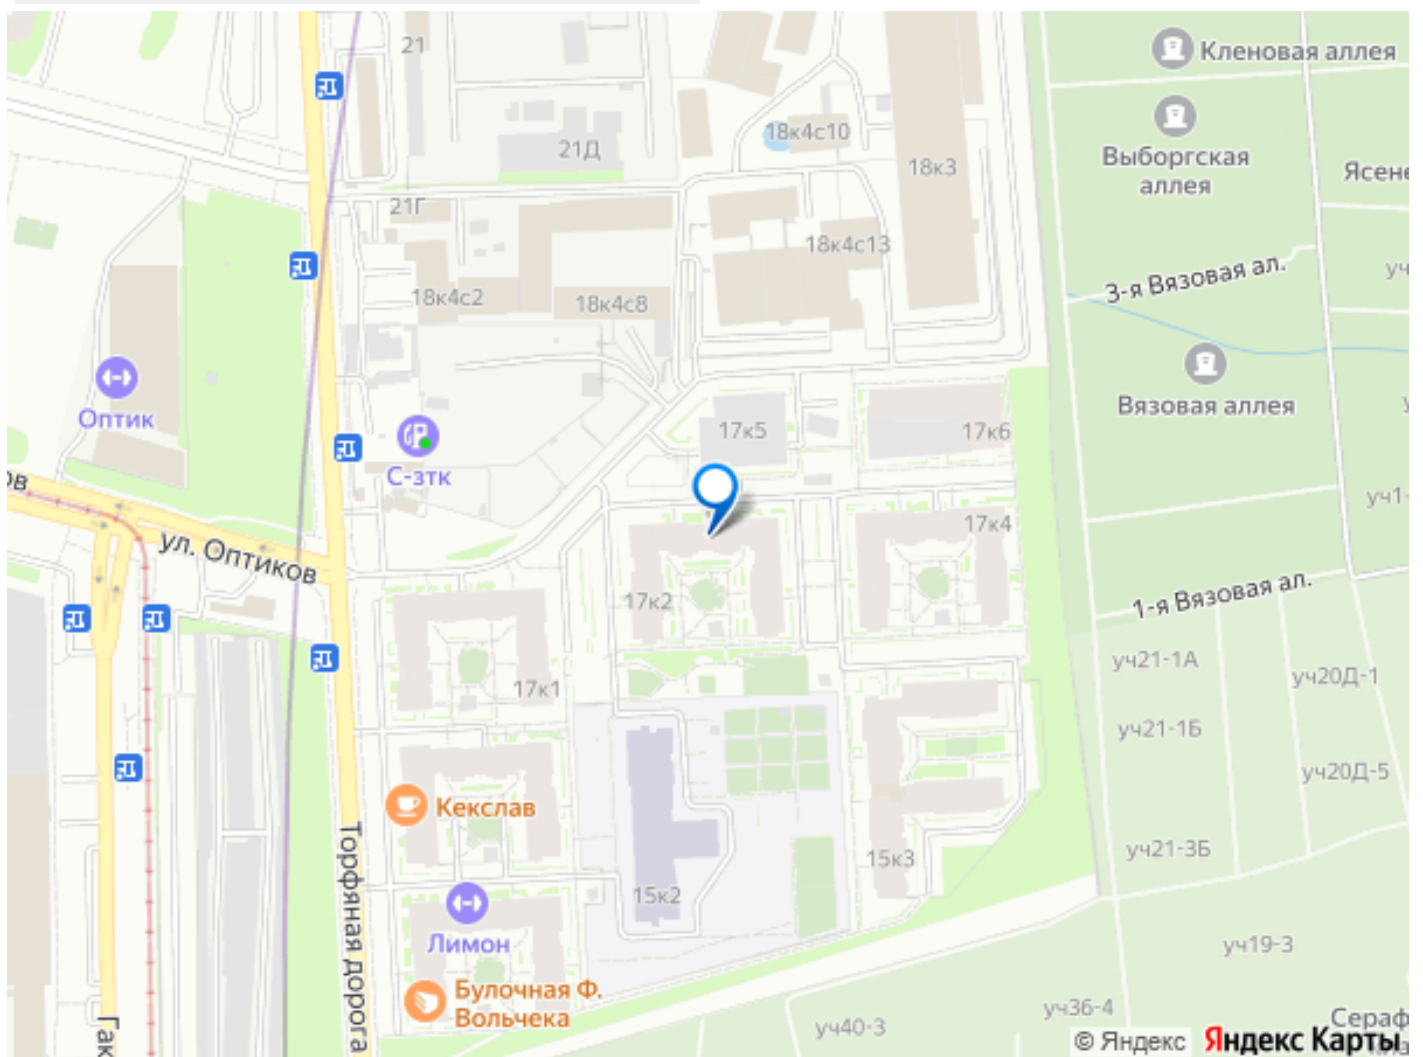 21
Кленовая аллея
18к4с10
21Д
18к3
Выборгская
аллея
21Г
18к4с13
3-я Вязовая ал.
18к4с2
18к4с8
Оптик
Вязовая аллея
17к5
17к6
С-зтк
17к4
ул. Оптиков
1-я Вязовая ал.
17к2
уч21-1А
уч20Д-1
17к1
уч21-1Б
уч20Д-5
Кекслав
Торфяная дорога
уч21-3Б
15к3
15к2
Лимон
уч19-3
Булочная Ф.
Вольчека
уч36-4
уч40-3
© Яндекс Яндекс Карты